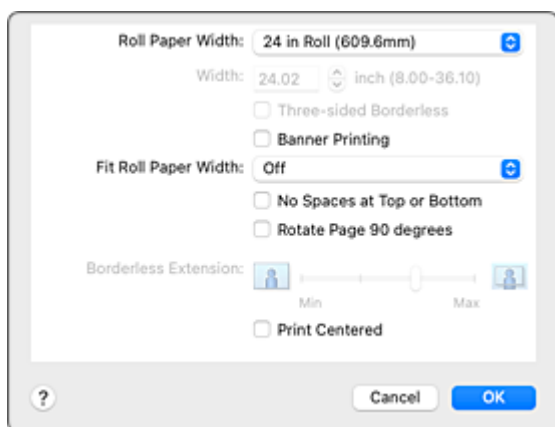 Roll Paper Width: 24 in Roll (609.6mm)
Width: 24.02 inch (8.00-36.10)
Three-sided Borderless
Banner Printing
Fit Roll Paper Width: Off
No Spaces at Top or Bottom
Rotate Page 90 degrees
Borderless Extension:
Min Max
Print Centered
? Cancel OK